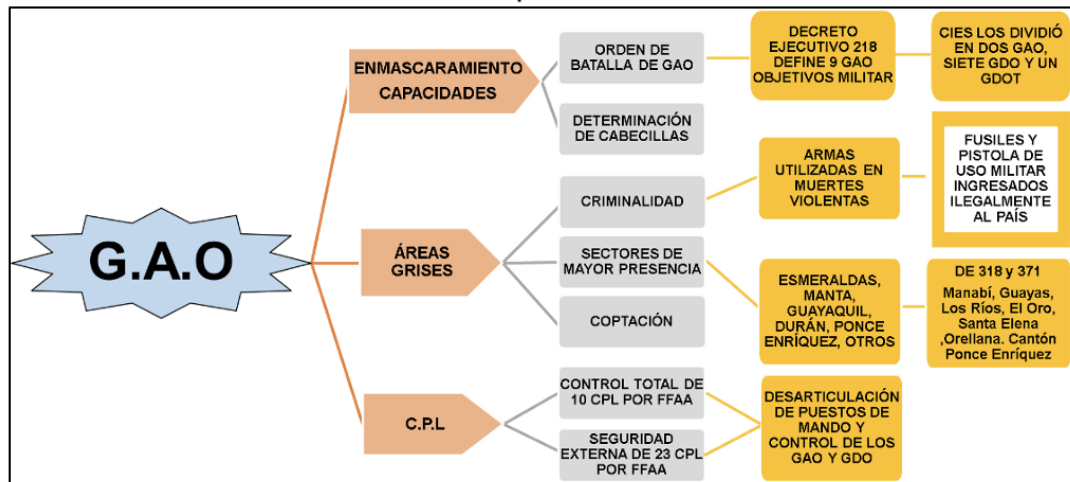 G.A.O
ENMASCARAMIENTO
CAPACIDADES
ORDEN DE
BATALLA DE GAO
DECRETO
EJECUTIVO 218
DEFINE 9 GAO
OBJETIVOS MILITAR
CIES LOS DIVIDIÓ
EN DOS GAO,
SIETE GDO Y UN
GDOT
DETERMINACIÓN
DE CABECILLAS
ÁREAS
GRISES
CRIMINALIDAD
ARMAS
UTILIZADAS EN
MUERTES
VIOLENTAS
FUSILES Y
PISTOLA DE
USO MILITAR
INGRESADOS
ILEGALMENTE
AL PAÍS
SECTORES DE
MAYOR PRESENCIA
ESMERALDAS,
MANTA,
GUAYAQUIL,
DURÁN, PONCE
ENRÍQUEZ, OTROS
DE 318 y 371
Manabí, Guayas,
Los Ríos, El Oro,
Santa Elena
,Orellana. Cantón
Ponce Enríquez
COPTACIÓN
C.P.L
CONTROL TOTAL DE
10 CPL POR FFAA
SEGURIDAD
EXTERNA DE 23 CPL
POR FFAA
DESARTICULACIÓN
DE PUESTOS DE
MANDO Y
CONTROL DE LOS
GAO Y GDO